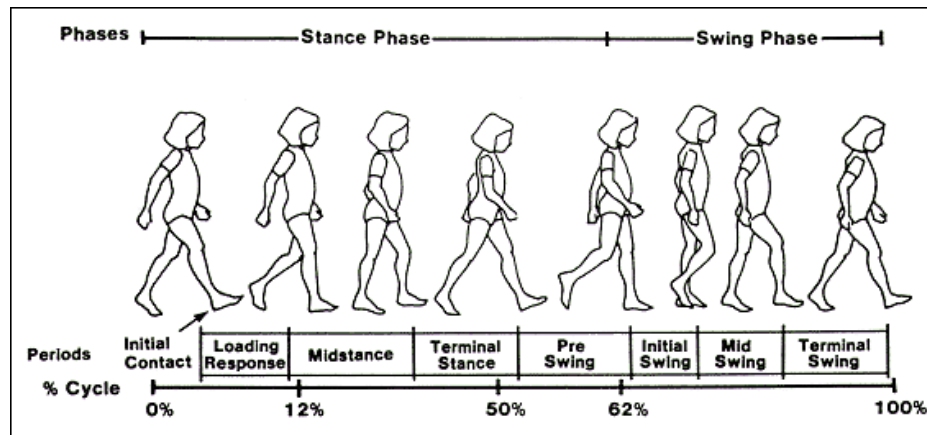 Phases Stance Phase Swing Phase
Periods
Initial Contact
Loading Response
Midstance
Terminal Stance
Pre Swing
Initial Swing
Mid Swing
Terminal Swing
% Cycle
0% 12% 50% 62% 100%